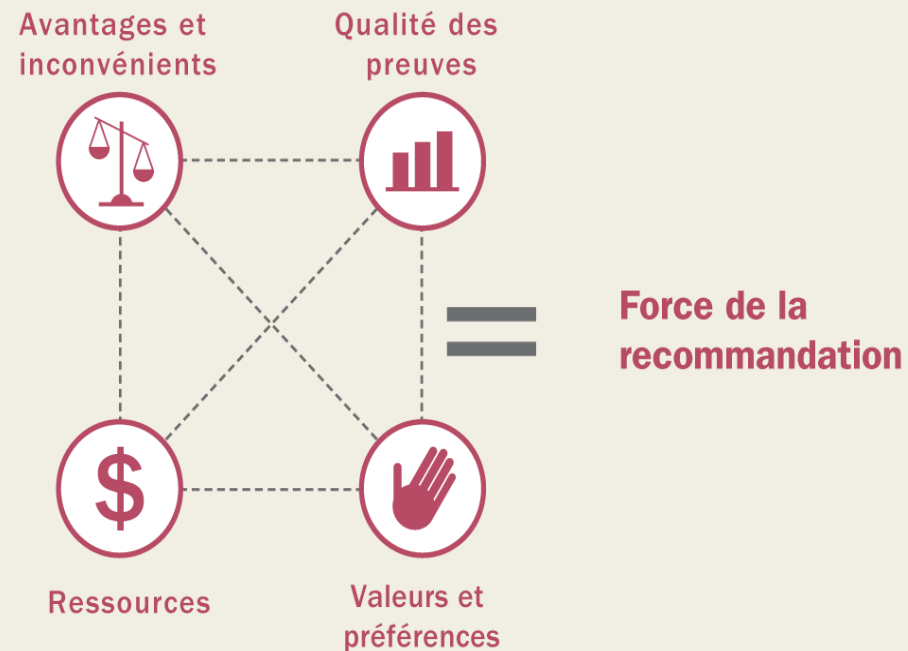 Avantages et
inconvénients
Qualité des
preuves
$
=
Force de la
recommandation
Ressources
Valeurs et
préférences